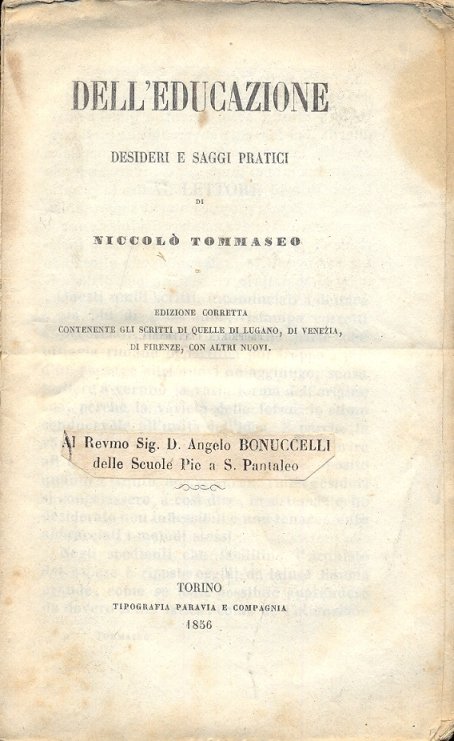 DELL'EDUCAZIONE
DESIDERI E SAGGI PRATICI
DI
NICCOLÒ TOMMASEO
EDIZIONE CORRETTA
CONTENENTE GLI SCRITTI DI QUELLE DI LUGANO, DI VENEZIA,
DI FIRENZE, CON ALTRI NUOVI.
Al Revmo Sig. D. Angelo BONUCCELLI
delle Scuole Pie a S. Pantaleo
TORINO
TIPOGRAFIA PARAVIA E COMPAGNIA
1856